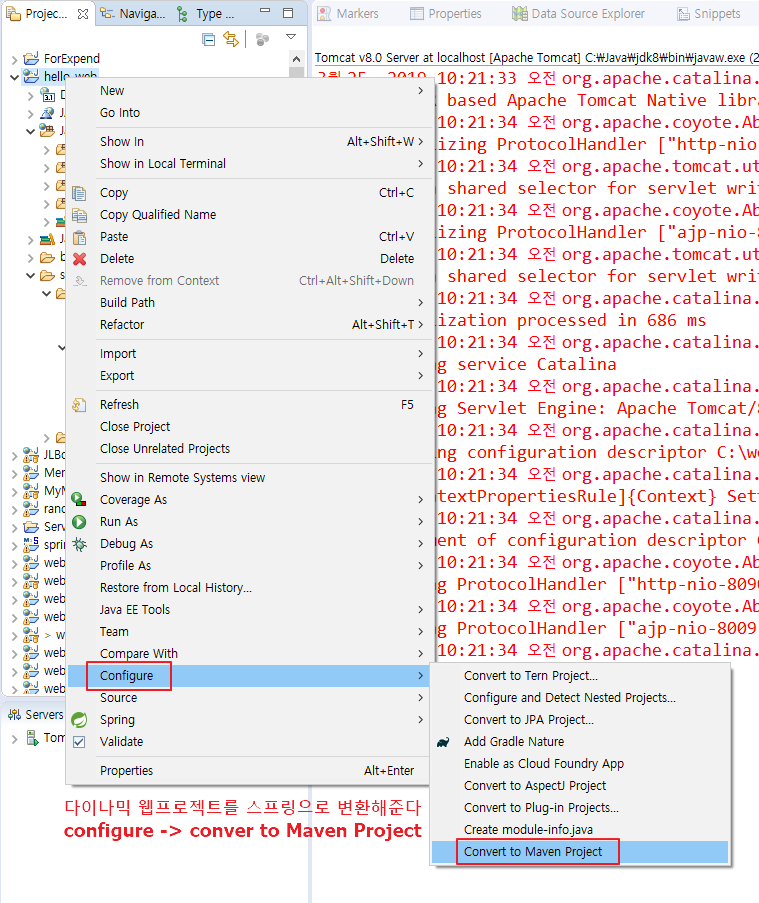 Projec...
Naviga...
Type ...
Markers
Properties
Data Source Explorer
Snippets
Tomcat v8.0 Server at localhost [Apache Tomcat] C:₩Java₩jdk8₩bin₩javaw.exe (2
ForExpend
hello_web
JLBo
Mem
MyM
rand
Serv
sprin
web
web
web
web
> w
web
web
web
Servers
Tom
New
Go Into
Show In Alt+Shift+W
Show in Local Terminal
Copy Ctrl+C
Copy Qualified Name
Paste Ctrl+V
Delete Delete
Remove from Context Ctrl+Alt+Shift+Down
Build Path
Refactor Alt+Shift+T
Import
Export
Refresh F5
Close Project
Close Unrelated Projects
Show in Remote Systems view
Coverage As
Run As
Debug As
Profile As
Restore from Local History...
Java EE Tools
Team
Compare With
Configure
Source
Spring
Validate
Properties Alt+Enter
10:21:33 오전 org.apache.catalina.
based Apache Tomcat Native libra
10:21:34 오전 org.apache.coyote.Ab
lizing ProtocolHandler ["http-nio
10:21:34 오전 org.apache.tomcat.ut
shared selector for servlet writ
10:21:34 오전 org.apache.coyote.Ab
lizing ProtocolHandler ["ajp-nio-8
10:21:34 오전 org.apache.tomcat.ut
shared selector for servlet writ
10:21:34 오전 org.apache.catalina.
ization processed in 686 ms
10:21:34 오전 org.apache.catalina.
g service Catalina
10:21:34 오전 org.apache.catalina.
g Servlet Engine: Apache Tomcat/8
10:21:34 오전 org.apache.catalina.
ing configuration descriptor C:\wo
10:21:34 오전 org.apache.catalina.
textPropertiesRule]{Context} Sett
10:21:34 오전 org.apache.catalina.
ent of configuration descriptor C
10:21:34 오전 org.apache.coyote.Ab
g ProtocolHandler ["http-nio-8090
10:21:34 오전 org.apache.coyote.Ab
g ProtocolHandler ["ajp-nio-8009
10:21:34 오전 org.apache.catalina.
Convert to Tern Project...
Configure and Detect Nested Projects...
Convert to JPA Project...
Add Gradle Nature
Enable as Cloud Foundry App
Convert to AspectJ Project
Convert to Plug-in Projects...
Create module-info.java
Convert to Maven Project
다이나믹 웹프로젝트를 스프링으로 변환해준다
configure -> conver to Maven Project